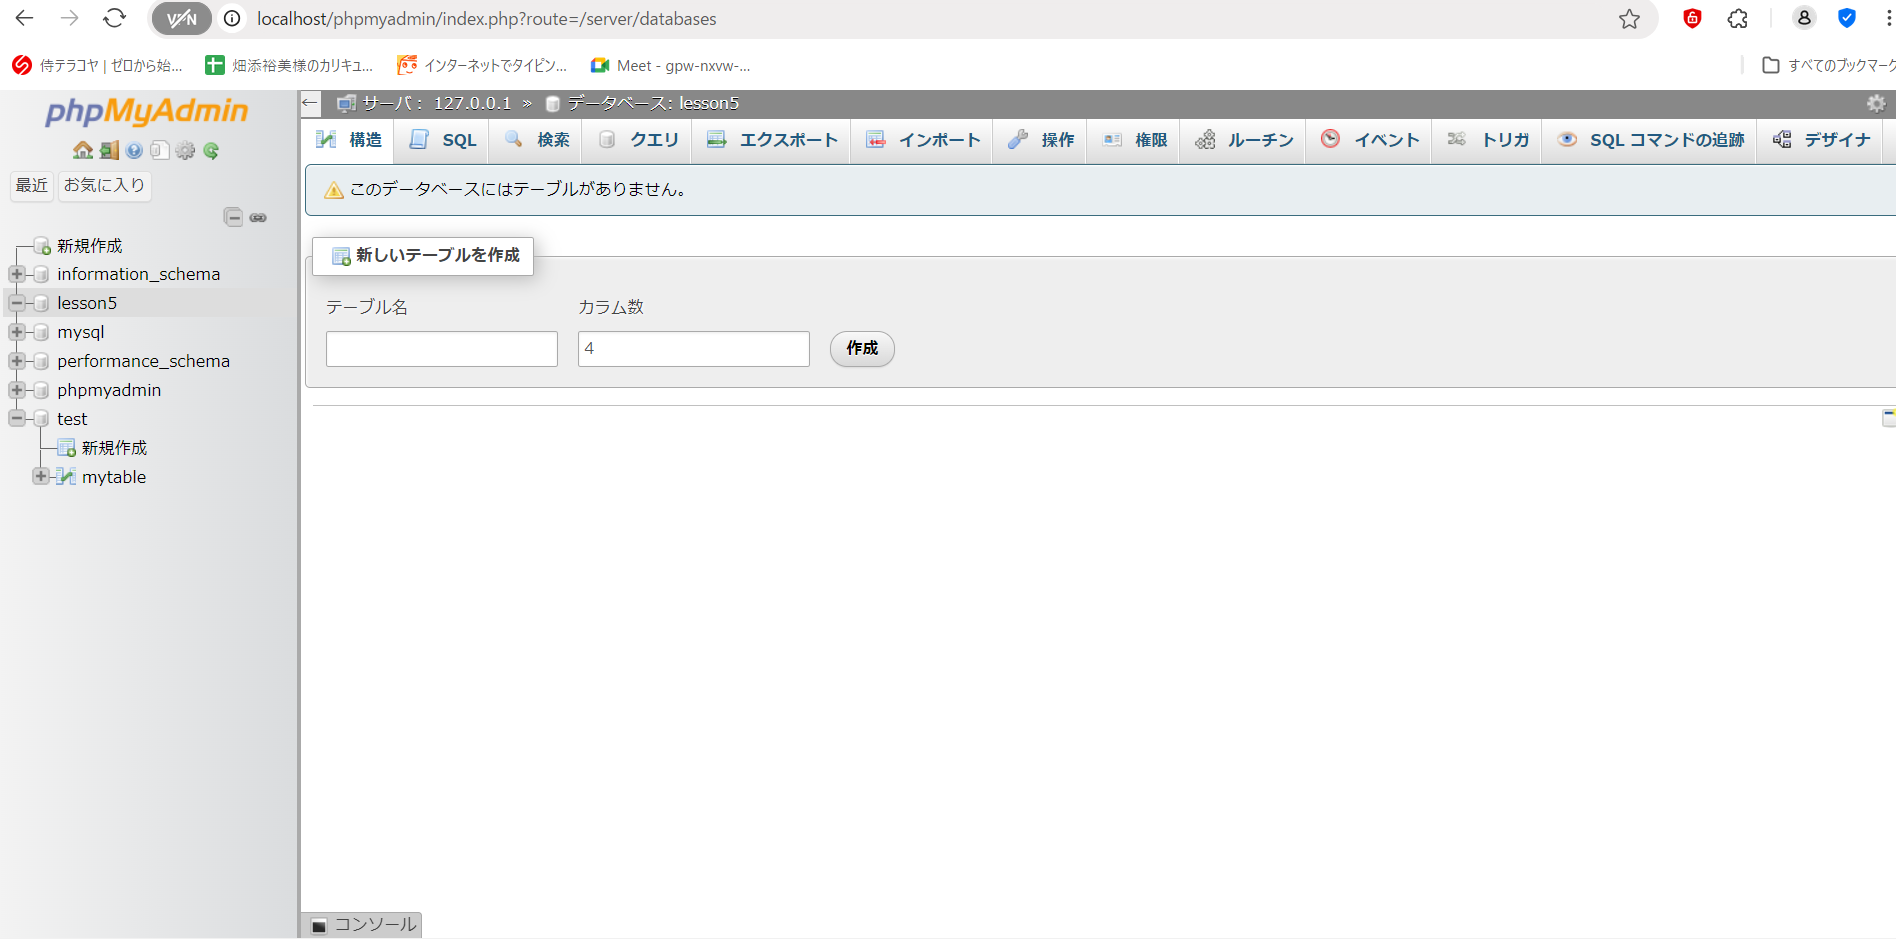 VPN
localhost/phpmyadmin/index.php?route=/server/databases
侍テラコヤ | ゼロから始...
畑添裕美様のカリキュ...
インターネットでタイピン...
Meet - gpw-nxvw-...
すべてのブックマーク
phpMyAdmin
最近 お気に入り
新規作成
information_schema
lesson5
mysql
performance_schema
phpmyadmin
test
新規作成
mytable
← サーバ： 127.0.0.1 » データベース: lesson5
構造 SQL 検索 クエリ エクスポート インポート 操作 権限 ルーチン イベント トリガ SQL コマンドの追跡 デザイナ
このデータベースにはテーブルがありません。
新しいテーブルを作成
テーブル名 カラム数
4 作成
コンソール